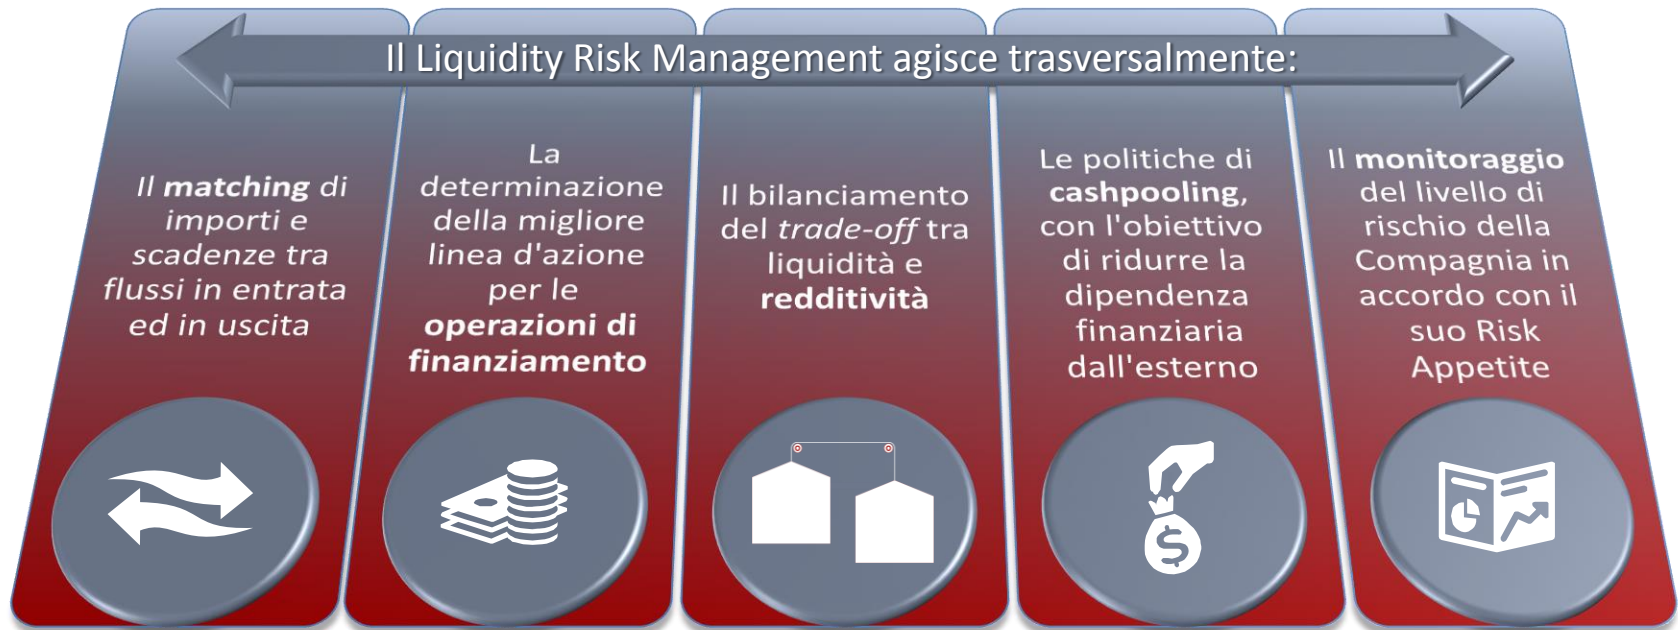 Il Liquidity Risk Management agisce trasversalmente:
Il matching di
importi e
scadenze tra
flussi in entrata
ed in uscita
La
determinazione
della migliore
linea d'azione
per le
operazioni di
finanziamento
Il bilanciamento
del trade-off tra
liquidità e
redditività
Le politiche di
cashpooling,
con l'obiettivo
di ridurre la
dipendenza
finanziaria
dall'esterno
Il monitoraggio
del livello di
rischio della
Compagnia in
accordo con il
suo Risk
Appetite
$